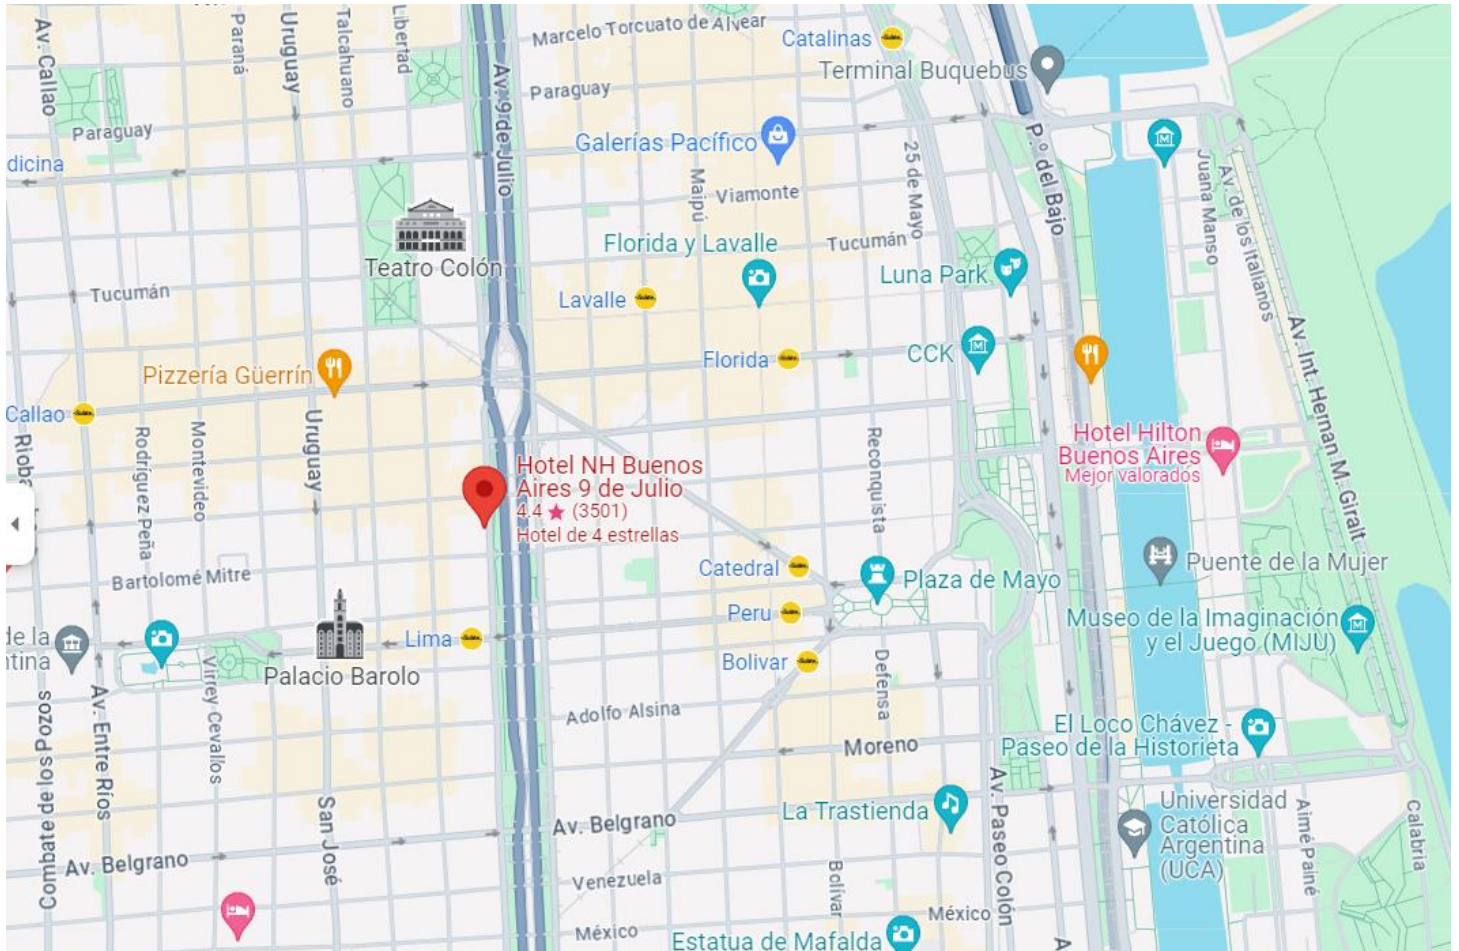 Av. Callao
Paraná
Uruguay
Talcahuano
Libertad
Av. 9 de Julio
Marcelo Torcuato de Alvear
Catalinas
Terminal Buquebus
Paraguay
Paraguay
Galerías Pacífico
dicina
Maipú
Viamonte
25 de Mayo
P.º del Bajo
Juana Manso
Av. de los Italianos
Teatro Colón
Florida y Lavalle
Tucumán
Luna Park
Tucumán
Lavalle
Av. Int. Hernan M. Giralt
Pizzería Güerrín
Florida
CCK
Callao
Rioba
Rodríguez Peña
Montevideo
Uruguay
Reconquista
Hotel Hilton
Buenos Aires
Mejor valorados
Hotel NH Buenos
Aires 9 de Julio
4.4 ★ (3501)
Hotel de 4 estrellas
Bartolomé Mitre
Catedral
Plaza de Mayo
Puente de la Mujer
Peru
Museo de la Imaginación
y el Juego (MIJU)
de la
ntina
Lima
Palacio Barolo
Bolivar
Defensa
Virrey Cevallos
Combate de los Pozos
Av. Entre Ríos
Adolfo Alsina
El Loco Chávez -
Paseo de la Historieta
Moreno
San José
Av. Belgrano
La Trastienda
Av. Paseo Colón
Universidad
Católica
Argentina
(UCA)
Aimé Painé
Calabria
Av. Belgrano
Venezuela
Bolívar
México
México
Estatua de Mafalda
A